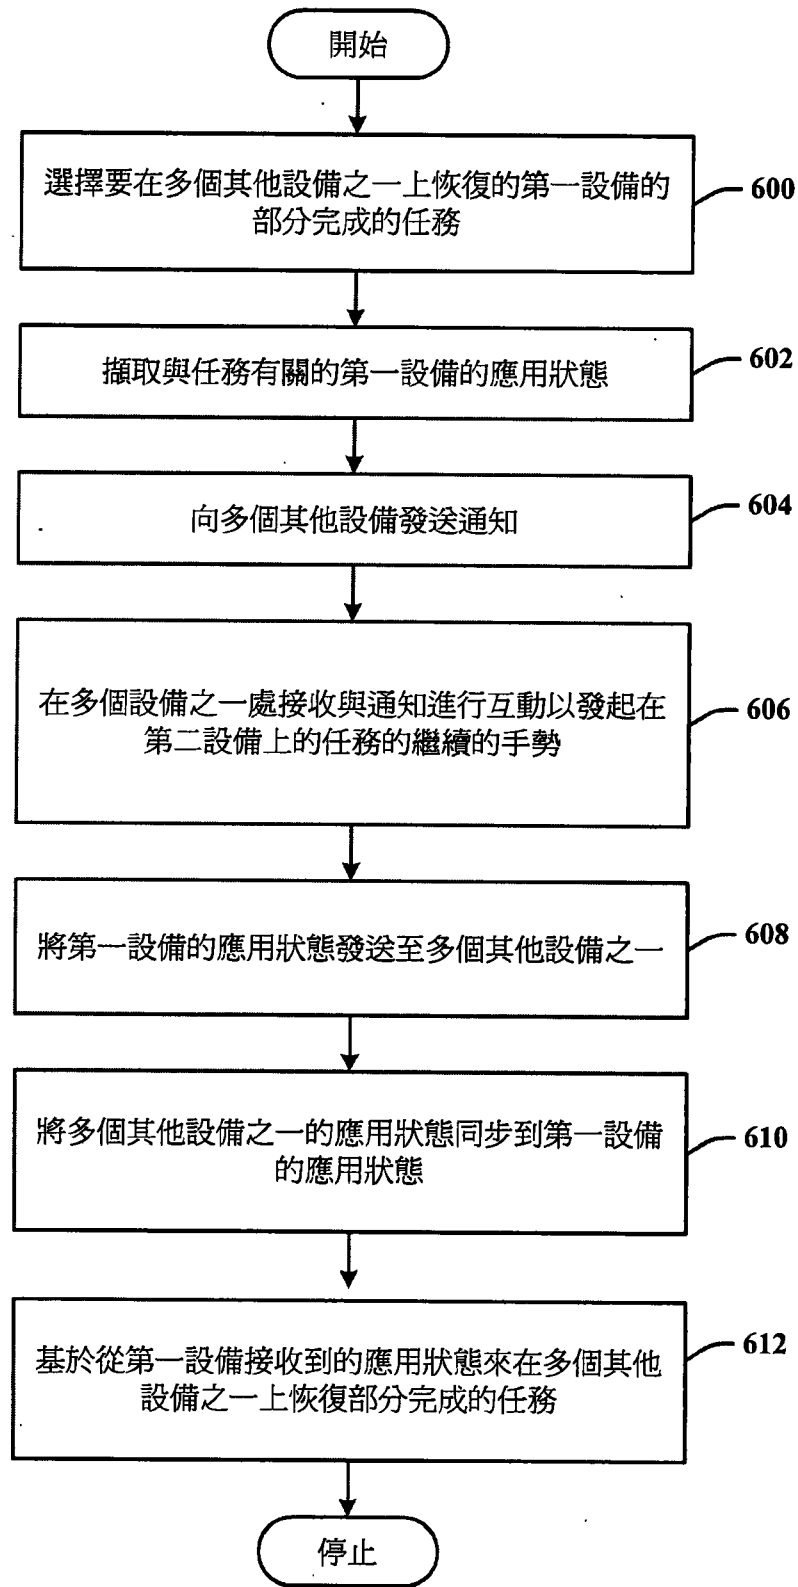 開始
選擇要在多個其他設備之一上恢復的第一設備的
部分完成的任務
600
擷取與任務有關的第一設備的應用狀態
602
向多個其他設備發送通知
604
在多個設備之一處接收與通知進行互動以發起在
第二設備上的任務的繼續的手勢
606
將第一設備的應用狀態發送至多個其他設備之一
608
將多個其他設備之一的應用狀態同步到第一設備
的應用狀態
610
基於從第一設備接收到的應用狀態來在多個其他
設備之一上恢復部分完成的任務
612
停止